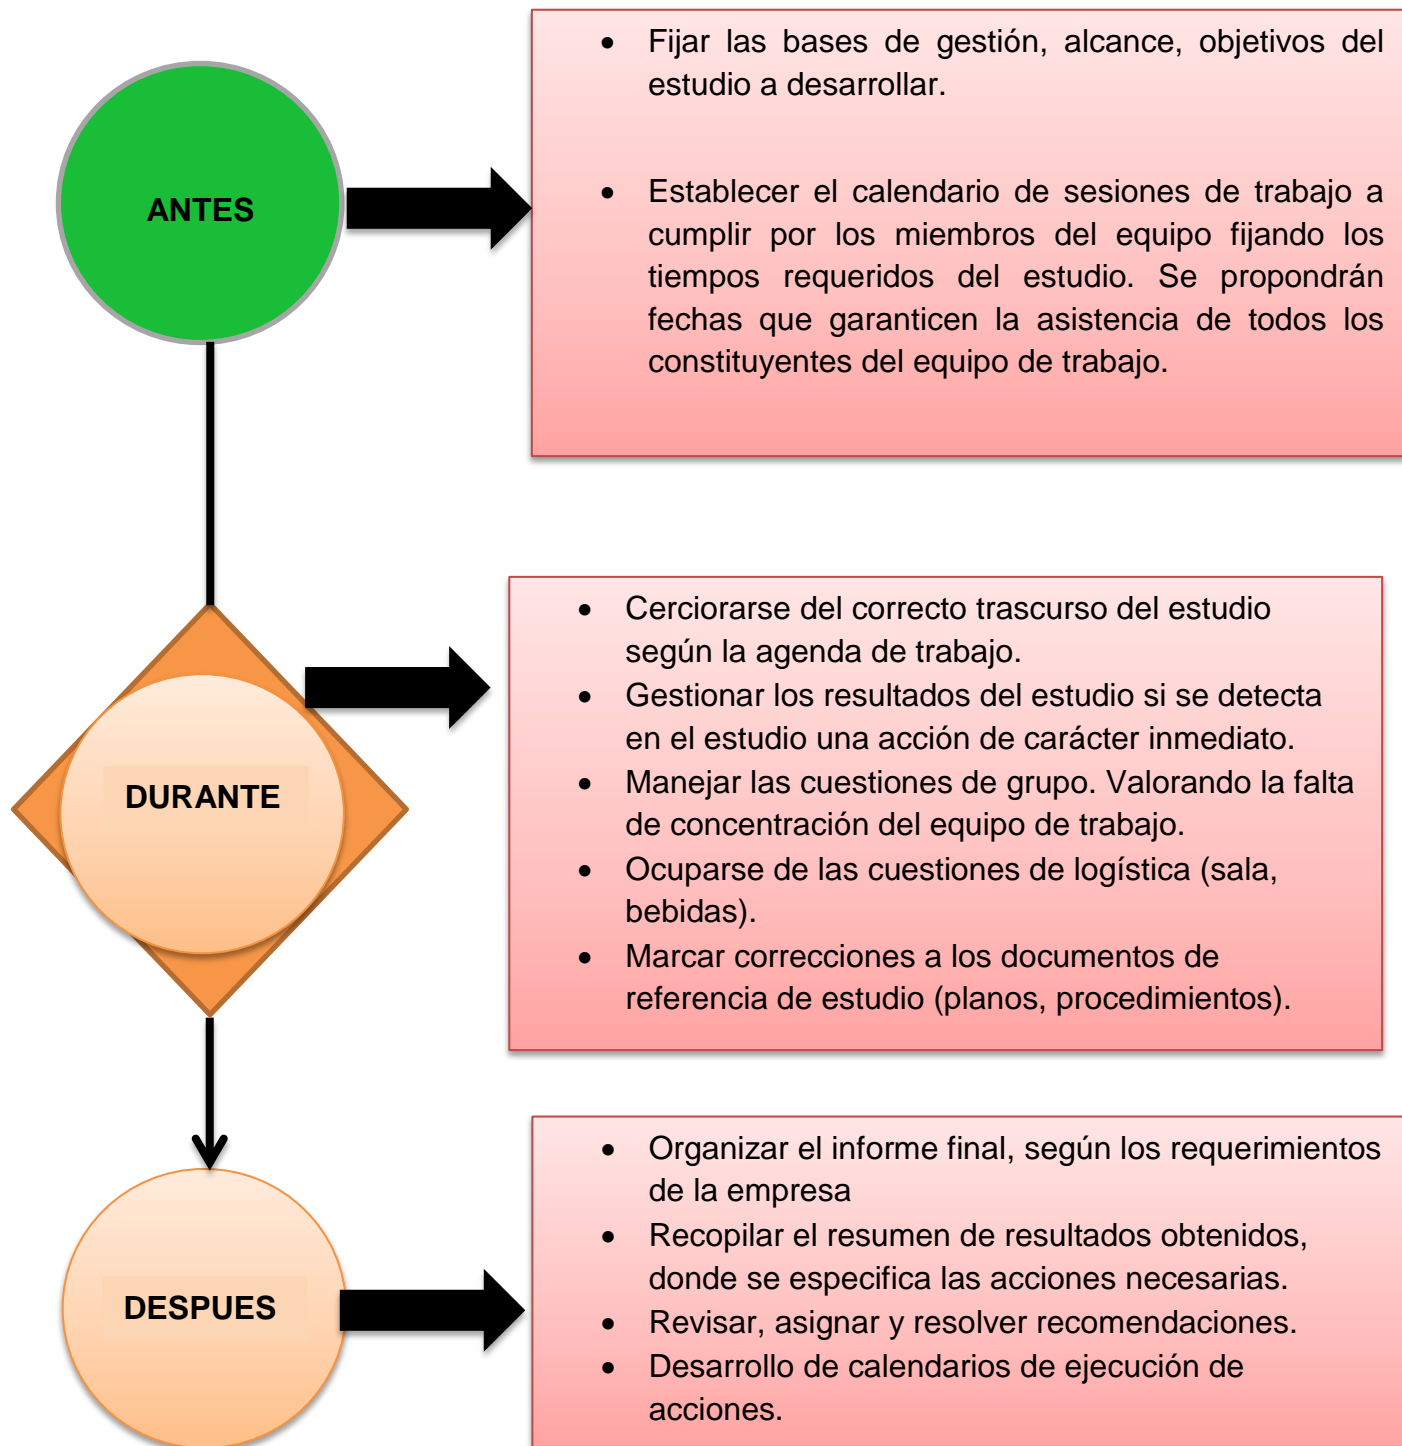 ANTES
• Fijar las bases de gestión, alcance, objetivos del
estudio a desarrollar.
• Establecer el calendario de sesiones de trabajo a
cumplir por los miembros del equipo fijando los
tiempos requeridos del estudio. Se propondrán
fechas que garanticen la asistencia de todos los
constituyentes del equipo de trabajo.
DURANTE
• Cerciorarse del correcto trascurso del estudio
según la agenda de trabajo.
• Gestionar los resultados del estudio si se detecta
en el estudio una acción de carácter inmediato.
• Manejar las cuestiones de grupo. Valorando la falta
de concentración del equipo de trabajo.
• Ocuparse de las cuestiones de logística (sala,
bebidas).
• Marcar correcciones a los documentos de
referencia de estudio (planos, procedimientos).
DESPUES
• Organizar el informe final, según los requerimientos
de la empresa
• Recopilar el resumen de resultados obtenidos,
donde se especifica las acciones necesarias.
• Revisar, asignar y resolver recomendaciones.
• Desarrollo de calendarios de ejecución de
acciones.